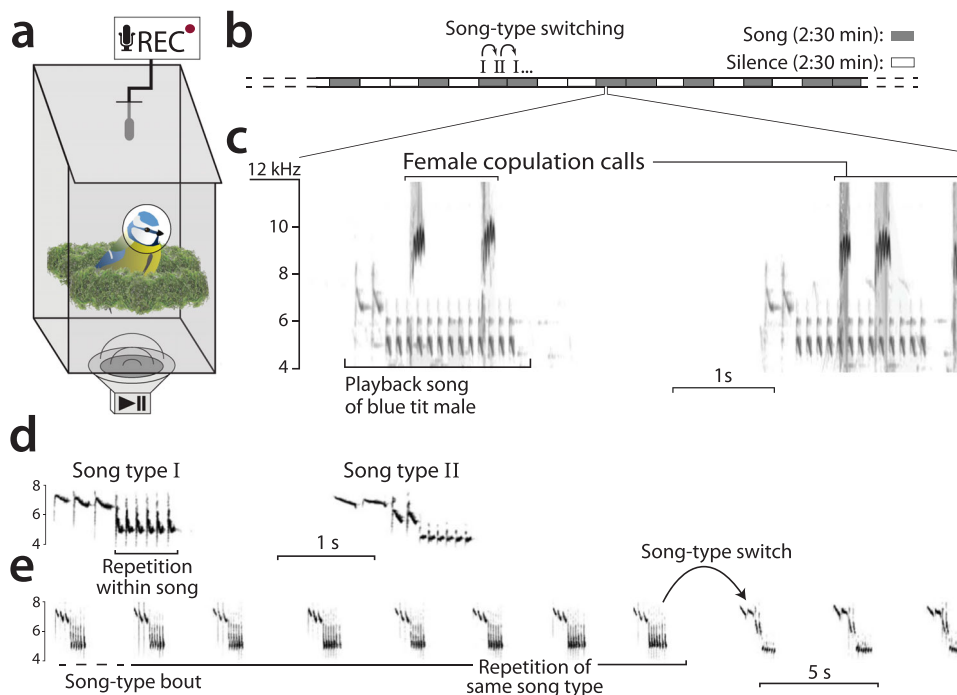 a
REC
b
Song-type switching
I II I...
Song (2:30 min):
Silence (2:30 min):
c
12 kHz
10
8
6
4
Female copulation calls
Playback song
of blue tit male
1s
d
Song type I
Song type II
8
6
4
Repetition
within song
1 s
e
Song-type switch
8
6
4
Song-type bout
Repetition of
same song type
5 s